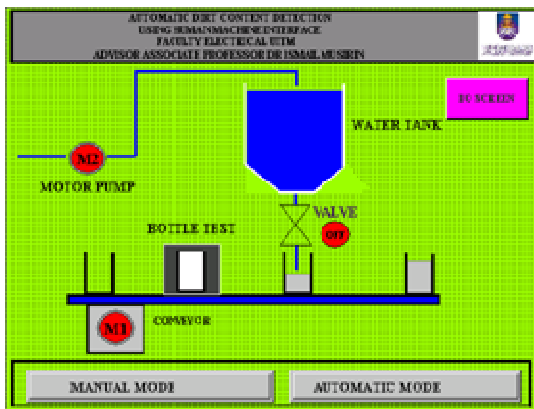 AUTOMATIC DIRT CONTENT DETECTION
USING HUMAN MACHINE INTERFACE
FACULTY ELECTRICAL UITM
ADVISOR ASSOCIATE PROFESSOR DR ISMAIL MUSIRIN
SCREEN
WATER TANK
M2
MOTOR PUMP
VALVE
OFF
BOTTLE TEST
M1
CONVEYOR
MANUAL MODE
AUTOMATIC MODE